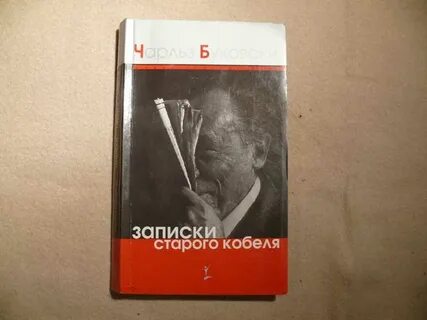 Чарльз Буковски
записки
старого кобеля